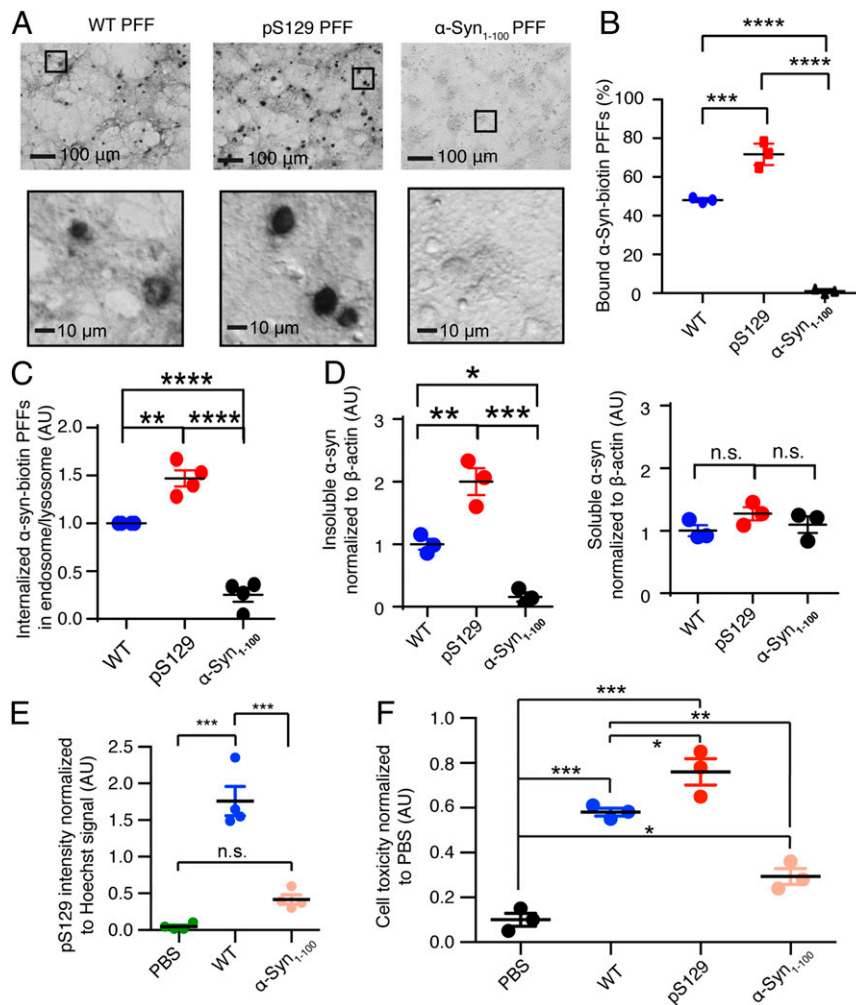 A
WT PFF
pS129 PFF
α-Syn1-100 PFF
100 µm
100 µm
100 µm
10 µm
10 µm
10 µm
B
****
****
***
Bound α-Syn-biotin PFFs (%)
100
80
60
40
20
0
WT
pS129
α-Syn1-100
C
****
**
****
Internalized α-syn-biotin PFFs
in endosome/lysosome (AU)
2.0
1.5
1.0
0.5
0.0
WT
pS129
α-Syn1-100
D
*
**
***
Insoluble α-syn
normalized to β-actin (AU)
3
2
1
0
WT
pS129
α-Syn1-100
Soluble α-syn
normalized to β-actin (AU)
3
2
1
0
n.s.
n.s.
WT
pS129
α-Syn1-100
E
***
***
n.s.
pS129 intensity normalized
to Hoechst signal (AU)
2.5
2.0
1.5
1.0
0.5
0.0
PBS
WT
α-Syn1-100
F
***
**
*
***
*
Cell toxicity normalized
to PBS (AU)
1.0
0.8
0.6
0.4
0.2
0.0
PBS
WT
pS129
α-Syn1-100